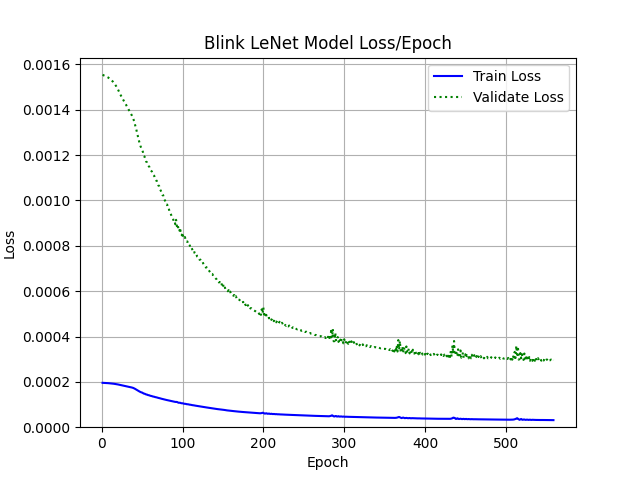 Blink LeNet Model Loss/Epoch
Train Loss
Validate Loss
Loss
0.0016
0.0014
0.0012
0.0010
0.0008
0.0006
0.0004
0.0002
0.0000
0 100 200 300 400 500
Epoch